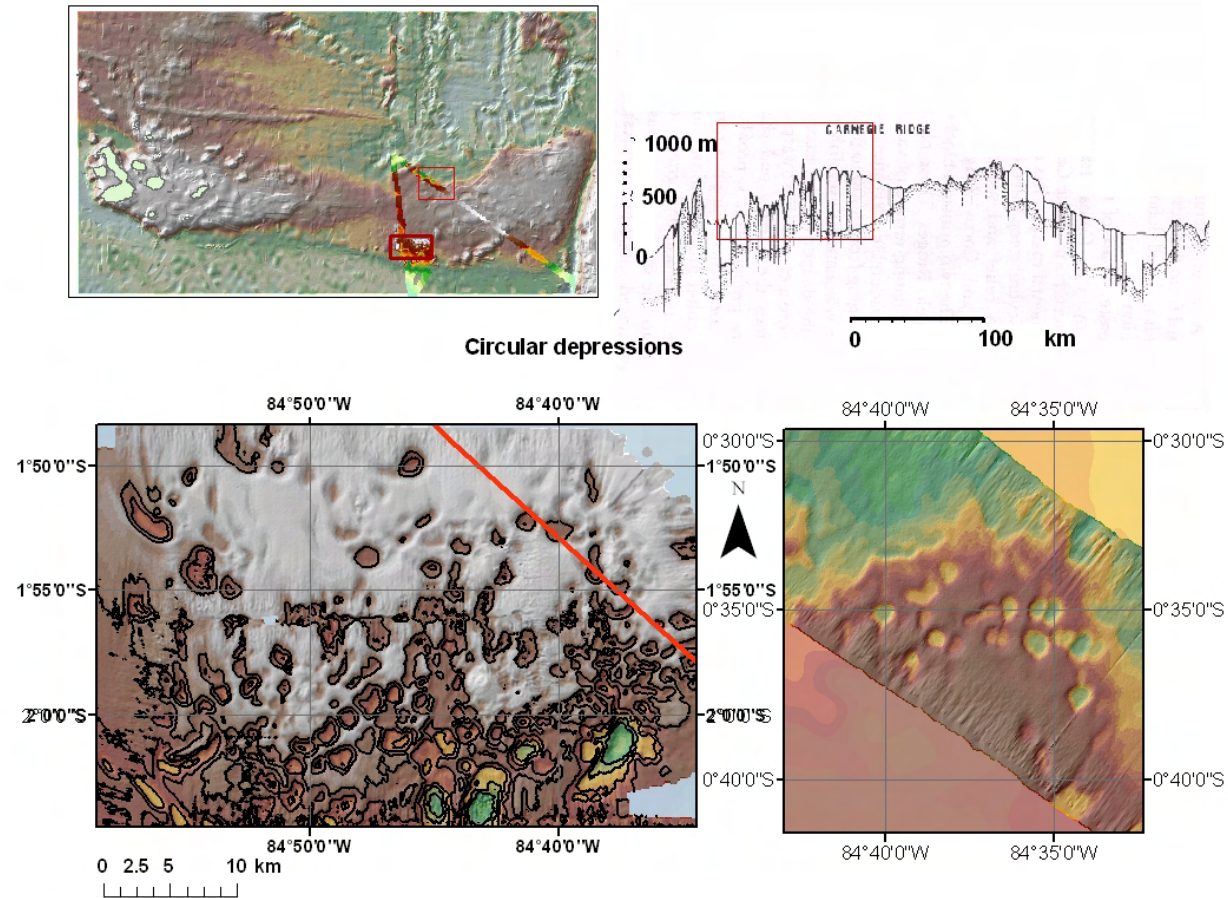 CARNEGIE RIDGE
1000 m
500
0
0 100 km
Circular depressions
84°50'0"W 84°40'0"W
84°40'0"W 84°35'0"W
1°50'0"S
0°30'0"S
1°50'0"S
0°30'0"S
N
1°55'0"S
1°55'0"S
0°35'0"S
0°35'0"S
2°0'0"S
2°0'0"S
0°40'0"S
0°40'0"S
84°50'0"W 84°40'0"W
84°40'0"W 84°35'0"W
0 2.5 5 10 km